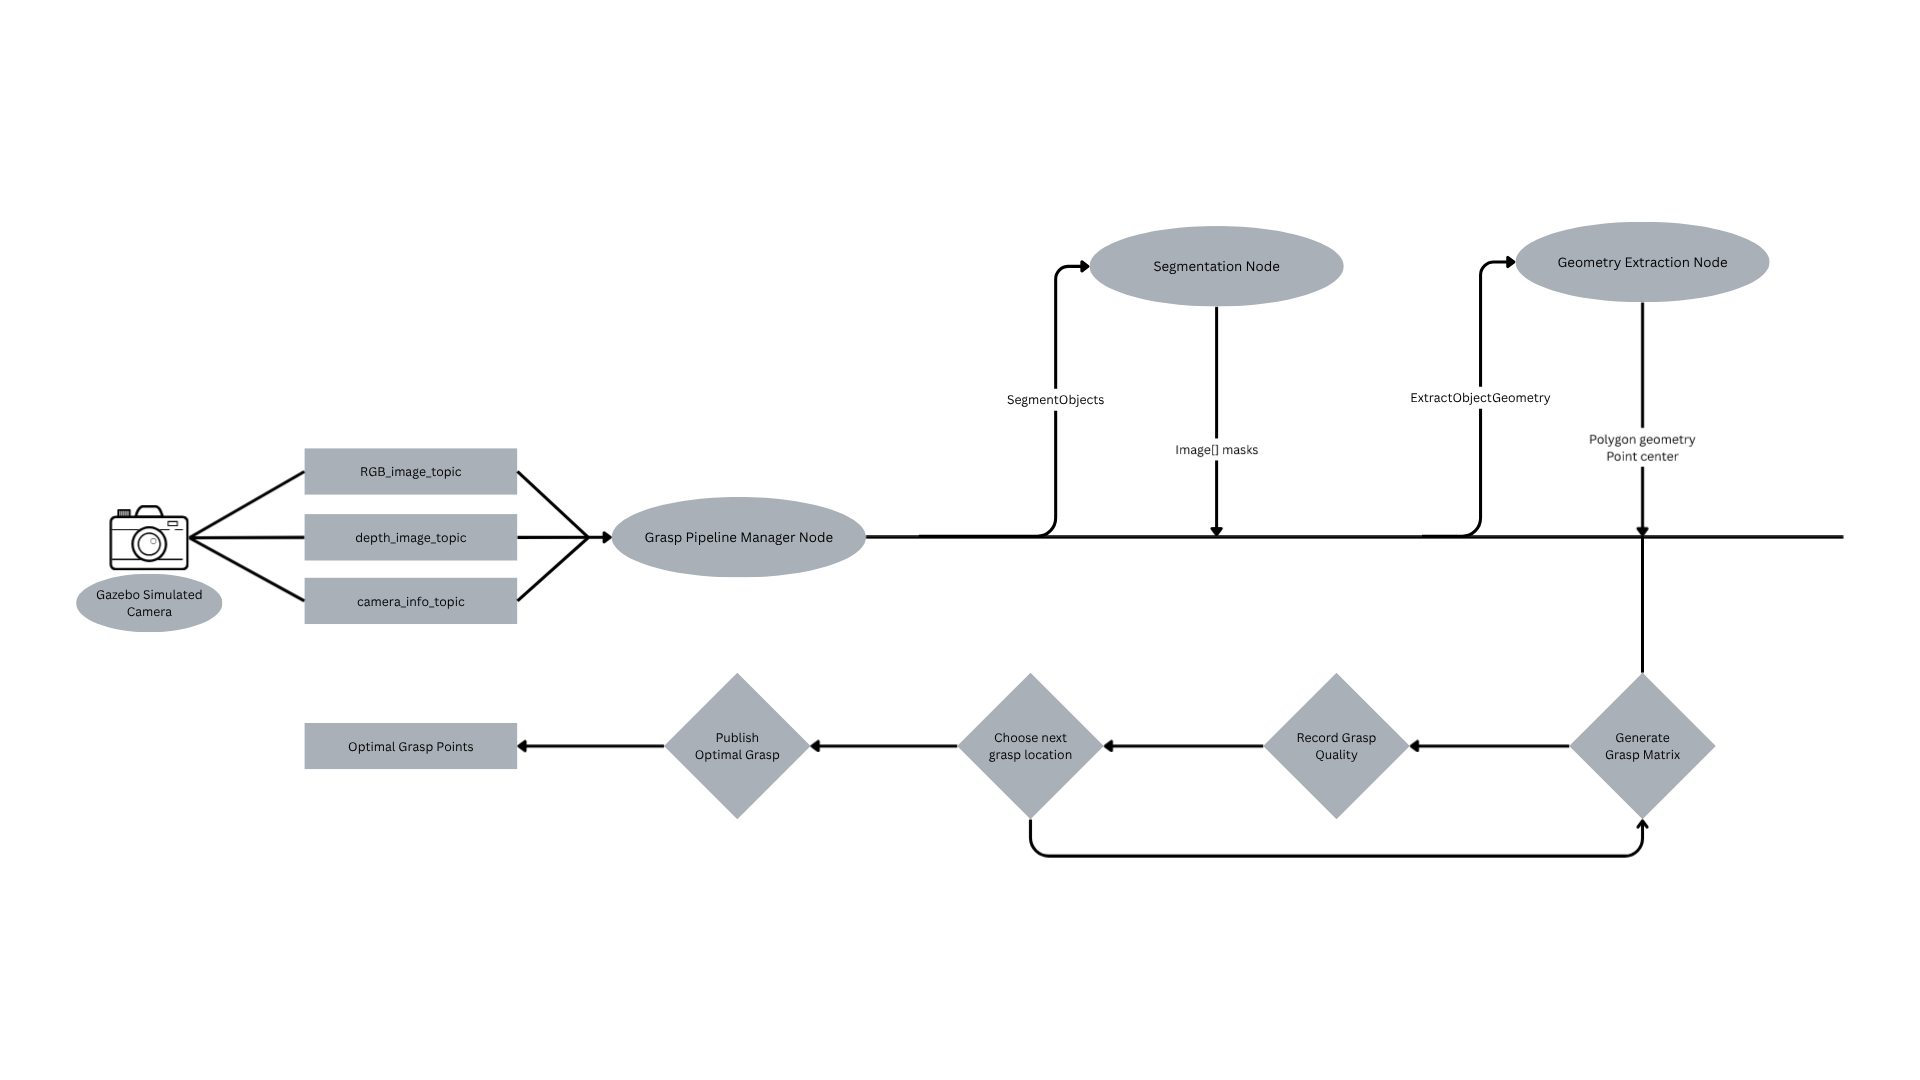 Segmentation Node
Geometry Extraction Node
SegmentObjects
ExtractObjectGeometry
Image[] masks
Polygon geometry
Point center
RGB_image_topic
depth_image_topic
camera_info_topic
Grasp Pipeline Manager Node
Gazebo Simulated
Camera
Optimal Grasp Points
Publish
Optimal Grasp
Choose next
grasp location
Record Grasp
Quality
Generate
Grasp Matrix